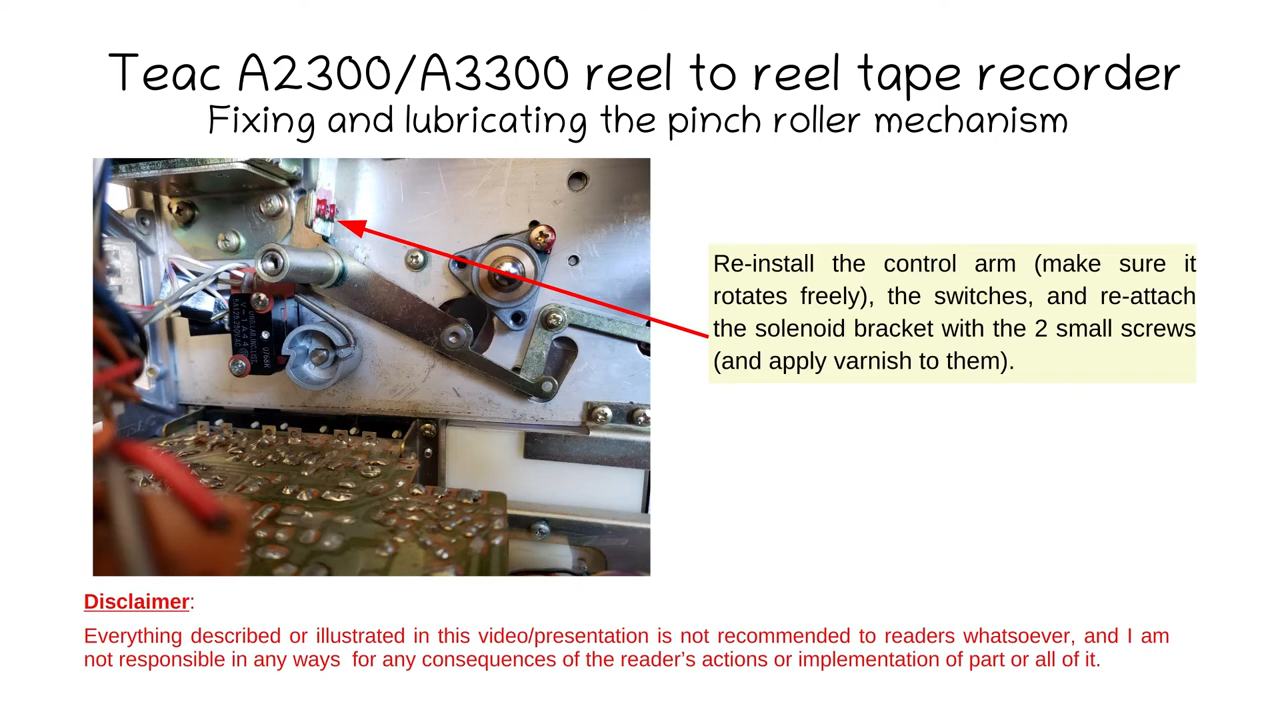 Teac A2300/A3300 reel to reel tape recorder
Fixing and lubricating the pinch roller mechanism
Re-install the control arm (make sure it
rotates freely), the switches, and re-attach
the solenoid bracket with the 2 small screws
(and apply varnish to them).
Disclaimer:
Everything described or illustrated in this video/presentation is not recommended to readers whatsoever, and I am
not responsible in any ways for any consequences of the reader's actions or implementation of part or all of it.